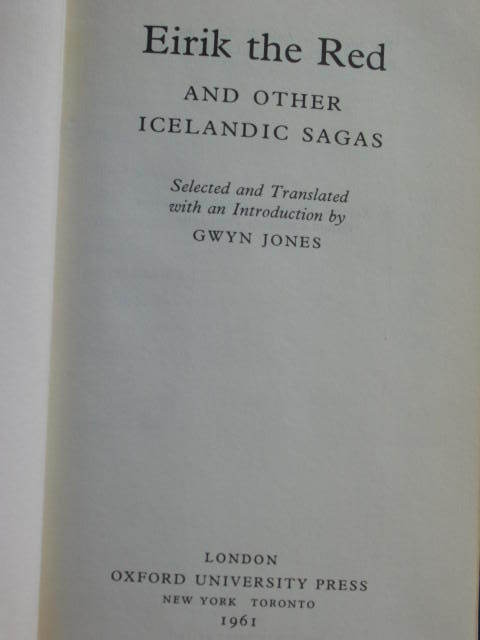 Eirik the Red
AND OTHER
ICELANDIC SAGAS
Selected and Translated
with an Introduction by
GWYN JONES
LONDON
OXFORD UNIVERSITY PRESS
NEW YORK TORONTO
1961